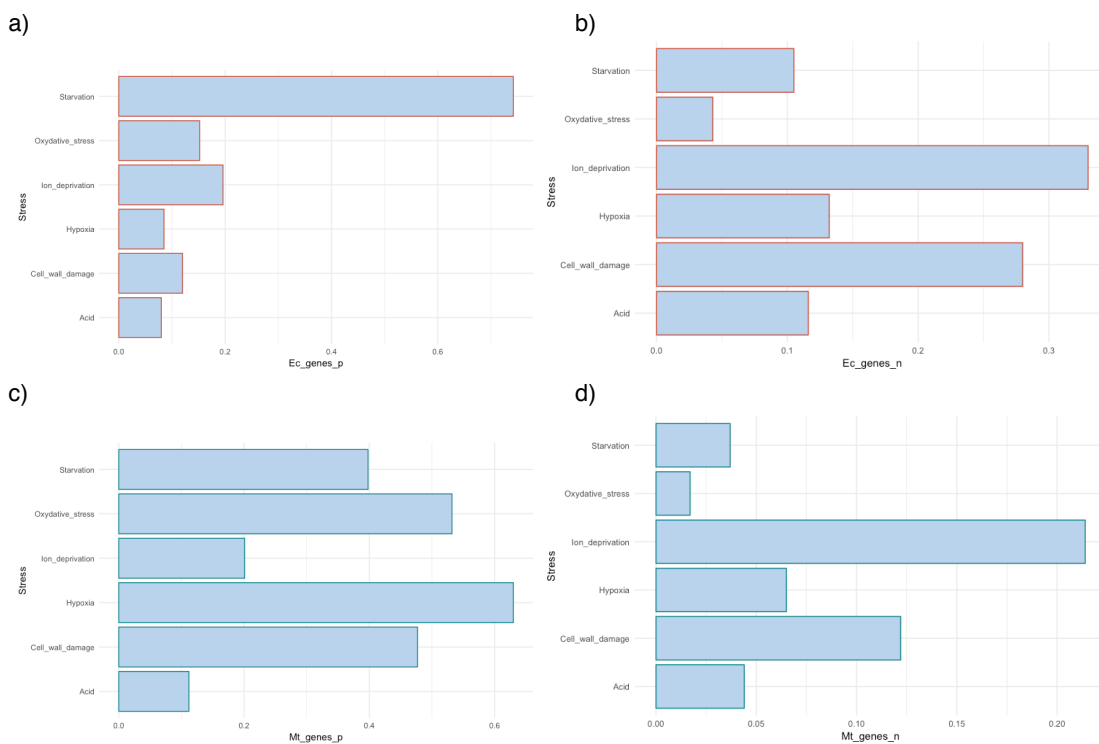 a)
Starvation
Oxydative_stress
Ion_deprivation
Hypoxia
Cell_wall_damage
Acid
Stress
0.0 0.2 0.4 0.6
Ec_genes_p
b)
Starvation
Oxydative_stress
Ion_deprivation
Hypoxia
Cell_wall_damage
Acid
Stress
0.0 0.1 0.2 0.3
Ec_genes_n
c)
Starvation
Oxydative_stress
Ion_deprivation
Hypoxia
Cell_wall_damage
Acid
Stress
0.0 0.2 0.4 0.6
Mt_genes_p
d)
Starvation
Oxydative_stress
Ion_deprivation
Hypoxia
Cell_wall_damage
Acid
Stress
0.00 0.05 0.10 0.15 0.20
Mt_genes_n